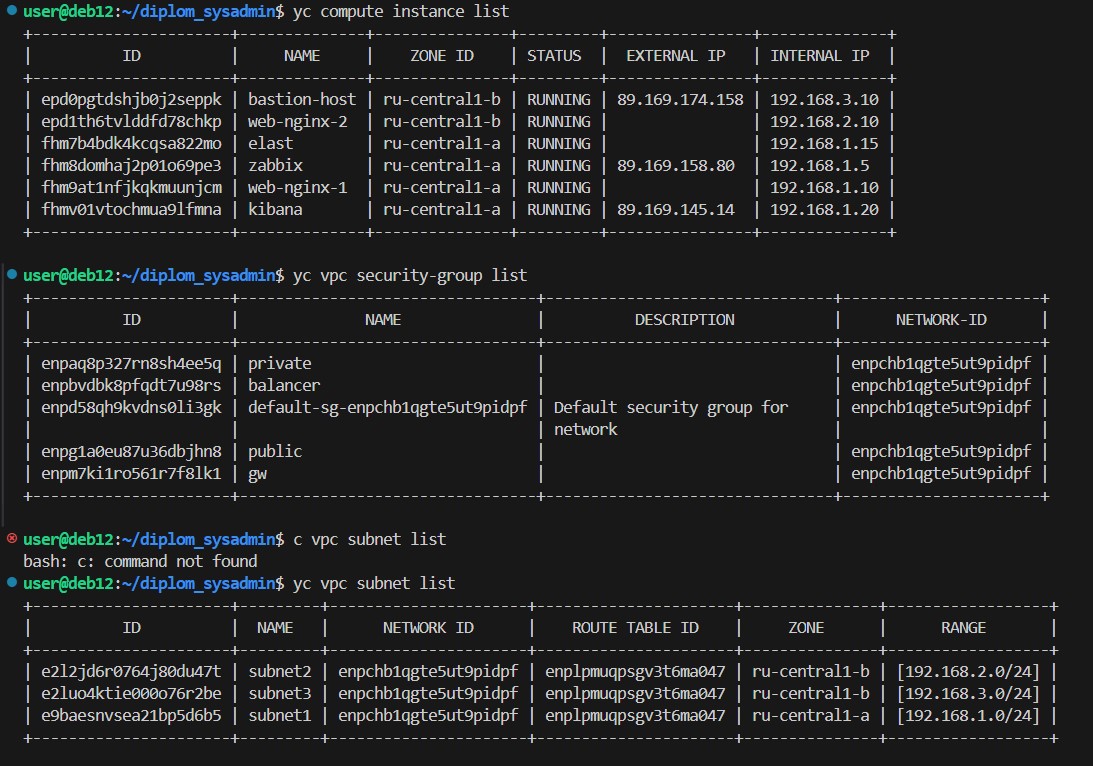 user@deb12:~/diplom_sysadmin$ yc compute instance list
+----------------------+--------------+---------------+---------+----------------+--------------+
|          ID          |     NAME     |    ZONE ID    | STATUS  |  EXTERNAL IP   | INTERNAL IP  |
+----------------------+--------------+---------------+---------+----------------+--------------+
| epd0pgtdshjb0j2seppk | bastion-host | ru-central1-b | RUNNING | 89.169.174.158 | 192.168.3.10 |
| epd1th6tvlddfd78chkp | web-nginx-2  | ru-central1-b | RUNNING |                | 192.168.2.10 |
| fhm7b4bdk4kcqsa822mo | elast        | ru-central1-a | RUNNING |                | 192.168.1.15 |
| fhm8domhaj2p01o69pe3 | zabbix       | ru-central1-a | RUNNING | 89.169.158.80  | 192.168.1.5  |
| fhm9at1nfjkqkmuunjcm | web-nginx-1  | ru-central1-a | RUNNING |                | 192.168.1.10 |
| fhmv01vtochmua9lfmna | kibana       | ru-central1-a | RUNNING | 89.169.145.14  | 192.168.1.20 |
+----------------------+--------------+---------------+---------+----------------+--------------+
user@deb12:~/diplom_sysadmin$ yc vpc security-group list
+----------------------+---------------------------------+--------------------------------+----------------------+
|          ID          |              NAME               |          DESCRIPTION           |      NETWORK-ID      |
+----------------------+---------------------------------+--------------------------------+----------------------+
| enpaq8p327rn8sh4ee5q | private                         |                                | enpchb1qgte5ut9pidpf |
| enpbvdbk8pfqdt7u98rs | balancer                        |                                | enpchb1qgte5ut9pidpf |
| enpd58qh9kvdns0li3gk | default-sg-enpchb1qgte5ut9pidpf | Default security group for     | enpchb1qgte5ut9pidpf |
|                      |                                 | network                        |                      |
| enpg1a0eu87u36dbjhn8 | public                          |                                | enpchb1qgte5ut9pidpf |
| enpm7ki1ro561r7f8lk1 | gw                              |                                | enpchb1qgte5ut9pidpf |
+----------------------+---------------------------------+--------------------------------+----------------------+
user@deb12:~/diplom_sysadmin$ c vpc subnet list
bash: c: command not found
user@deb12:~/diplom_sysadmin$ yc vpc subnet list
+----------------------+---------+----------------------+----------------------+---------------+------------------+
|          ID          |  NAME   |      NETWORK ID      |    ROUTE TABLE ID    |     ZONE      |      RANGE       |
+----------------------+---------+----------------------+----------------------+---------------+------------------+
| e2l2jd6r0764j80du47t | subnet2 | enpchb1qgte5ut9pidpf | enplpmuqpsgv3t6ma047 | ru-central1-b | [192.168.2.0/24] |
| e2luo4ktie000o76r2be | subnet3 | enpchb1qgte5ut9pidpf | enplpmuqpsgv3t6ma047 | ru-central1-b | [192.168.3.0/24] |
| e9baesnvsea21bp5d6b5 | subnet1 | enpchb1qgte5ut9pidpf | enplpmuqpsgv3t6ma047 | ru-central1-a | [192.168.1.0/24] |
+----------------------+---------+----------------------+----------------------+---------------+------------------+